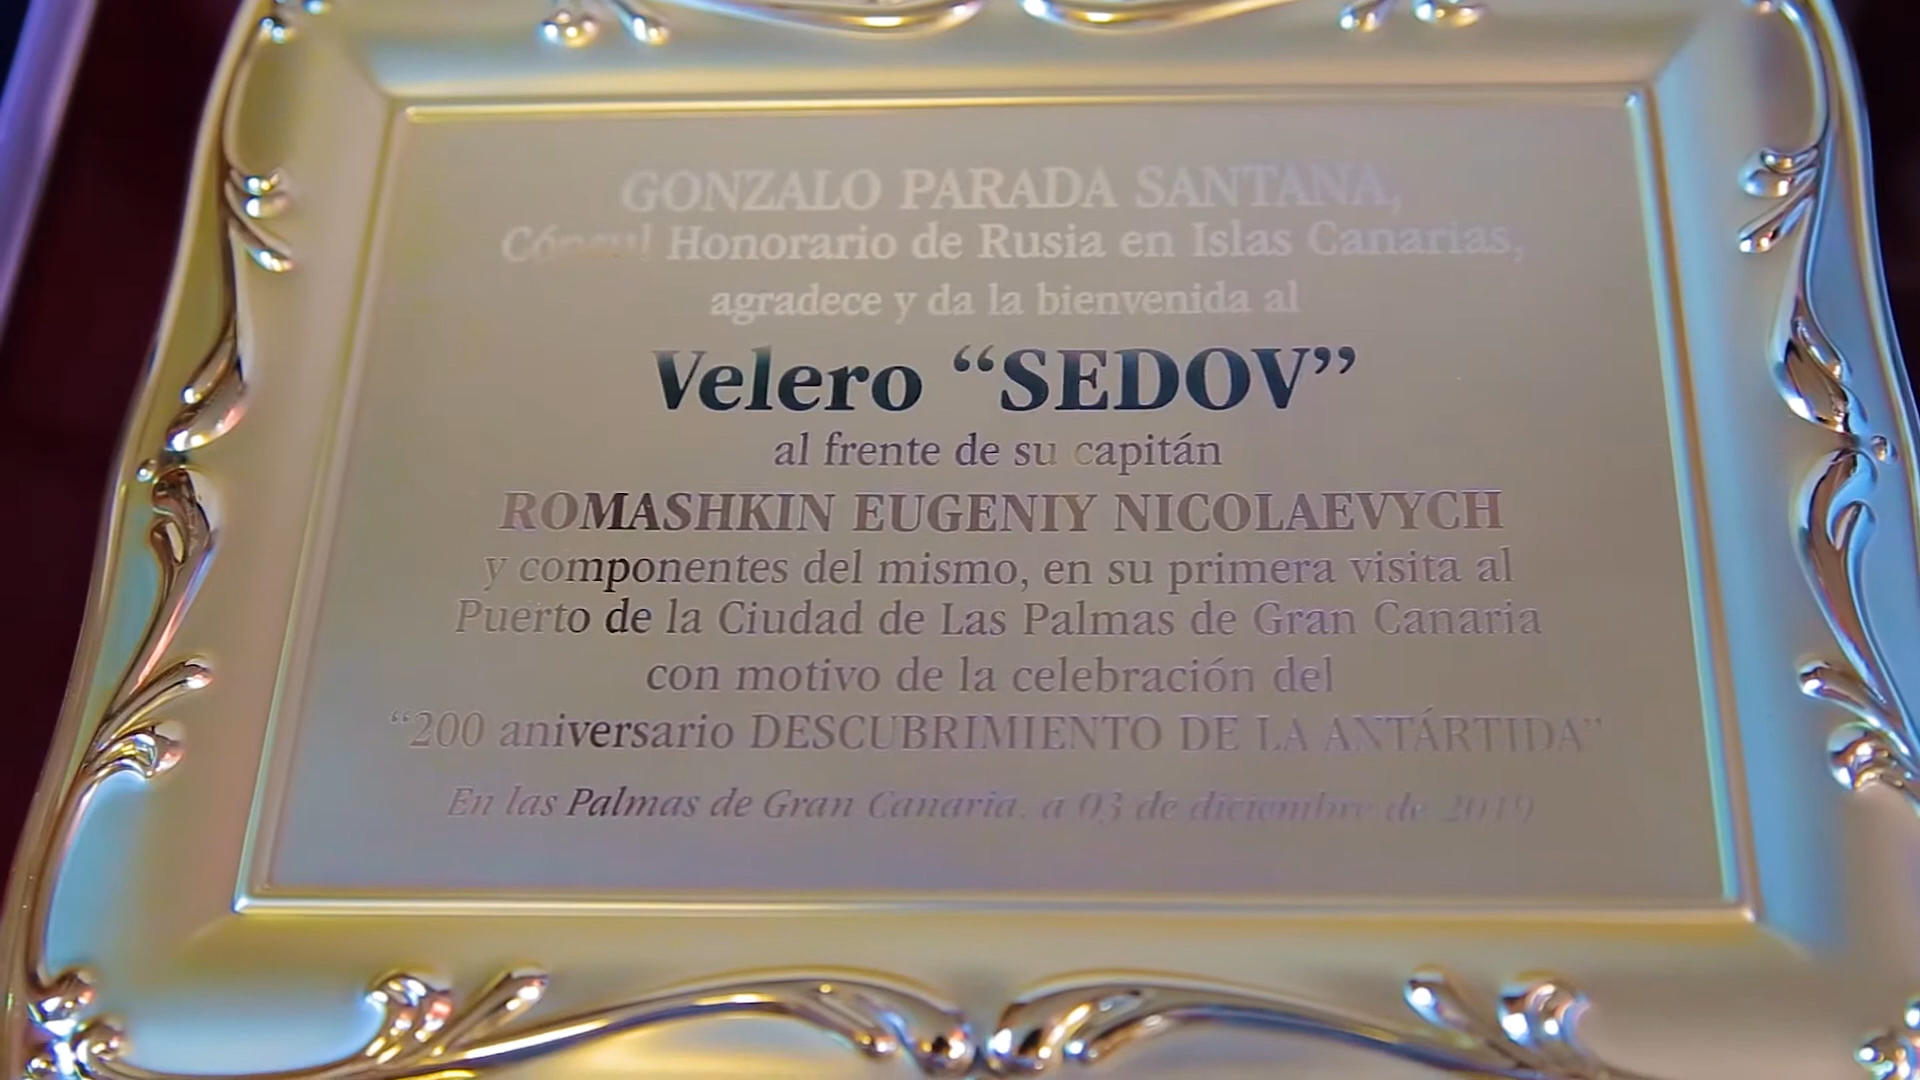 GONZALO PARADA SANTANA,
Cónsul Honorario de Rusia en Islas Canarias,
agradece y da la bienvenida al
Velero “SEDOV”
al frente de su capitán
ROMASHKIN EUGENIY NICOLAEVYCH
y componentes del mismo, en su primera visita al
Puerto de la Ciudad de Las Palmas de Gran Canaria
con motivo de la celebración del
“200 aniversario DESCUBRIMIENTO DE LA ANTÁRTIDA”
En las Palmas de Gran Canaria, a 03 de diciembre de 2019